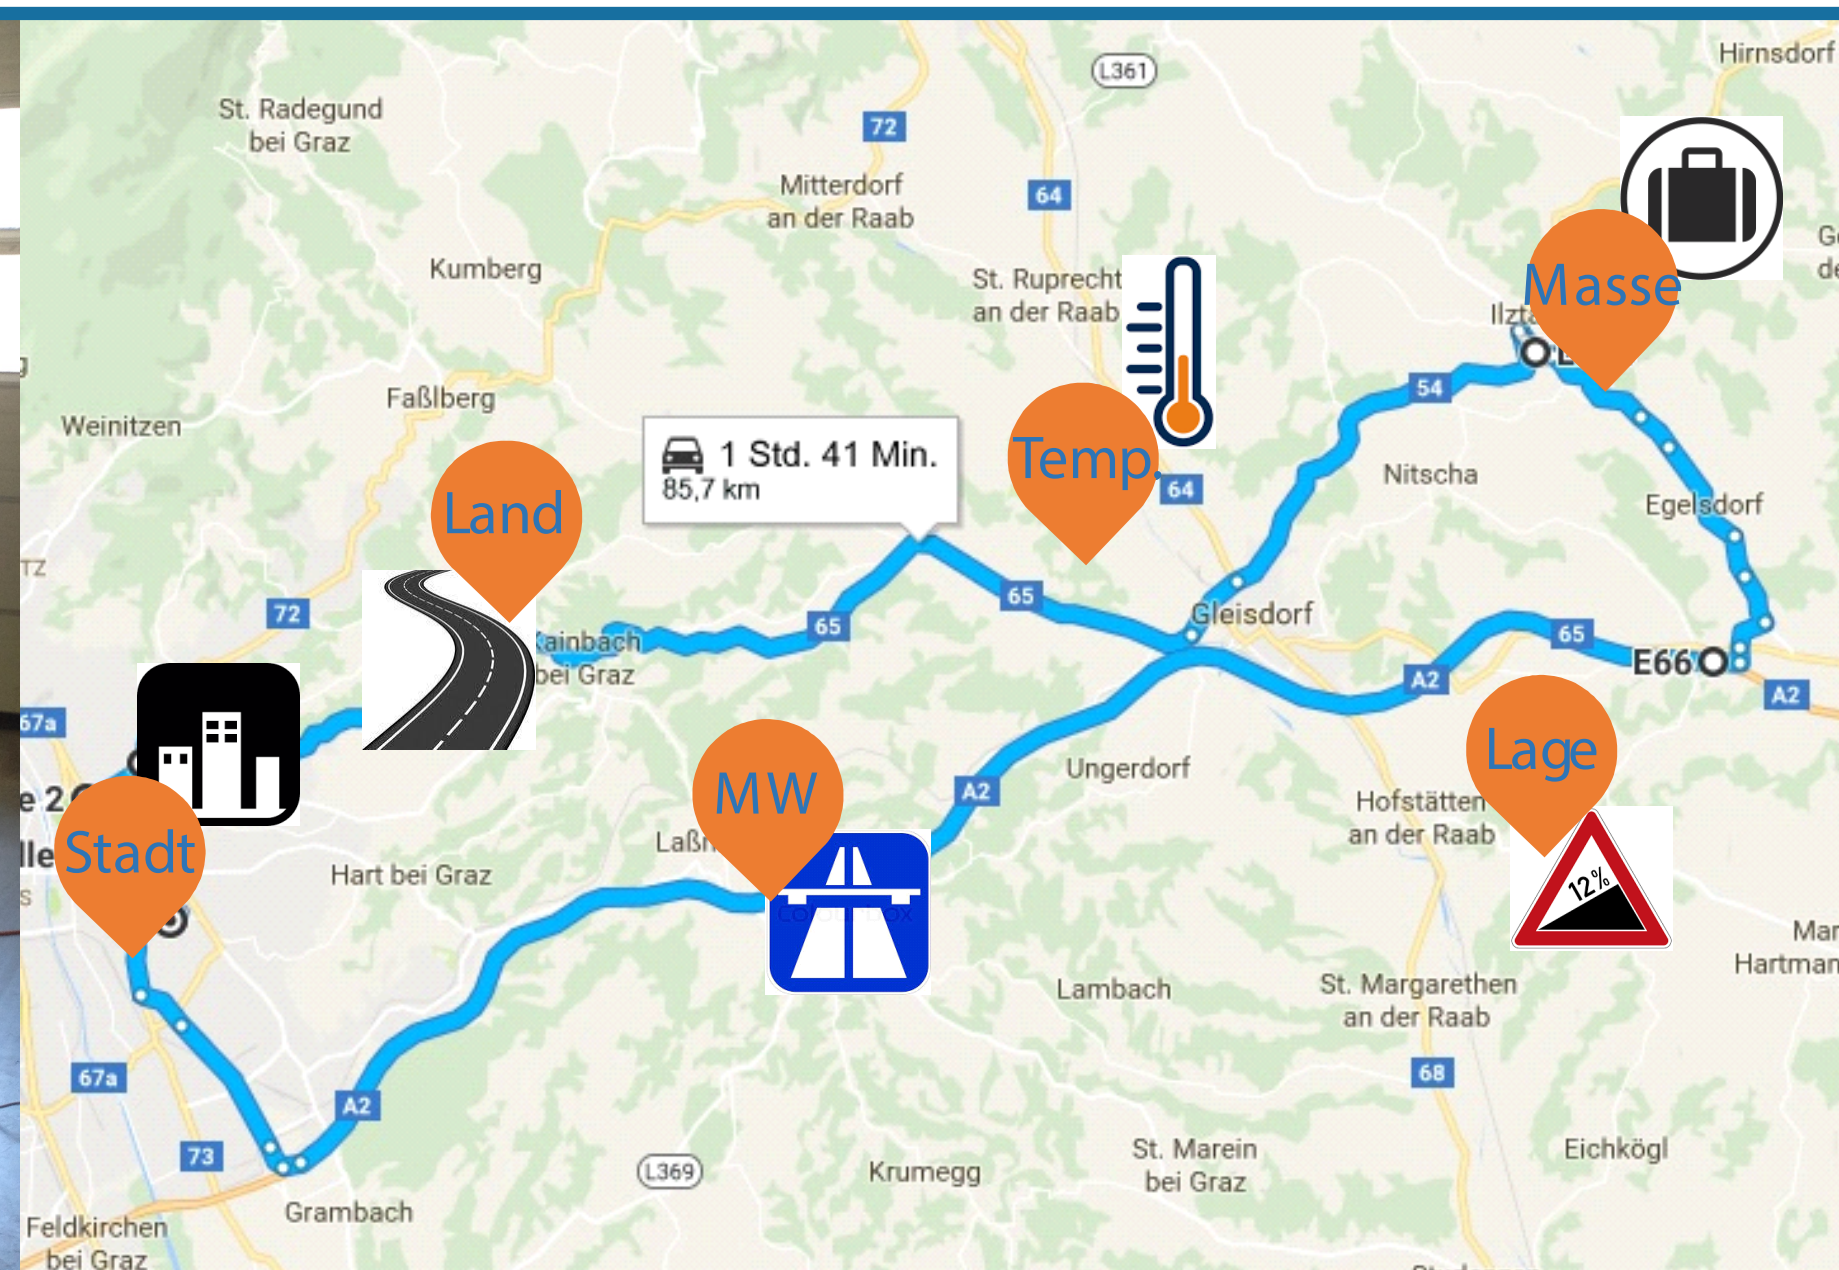 Hirnsdorf
L361
St. Radegund
bei Graz
72
Mitterdorf
an der Raab
64
Kumberg
St. Ruprecht
an der Raab
Masse
54
Faßlberg
Weinitzen
1 Std. 41 Min.
85,7 km
Temp.
64
Nitscha
Egelsdorf
Land
72
65
Gleisdorf
65
65
bei Graz
E66
A2
A2
67a
MW
A2
Ungerdorf
Lage
Hofstätten
an der Raab
Stadt
Hart bei Graz
12%
Lambach
St. Margarethen
an der Raab
67a
A2
68
73
L369
Krumegg
St. Marein
bei Graz
Eichkögl
Grambach
Feldkirchen
bei Graz